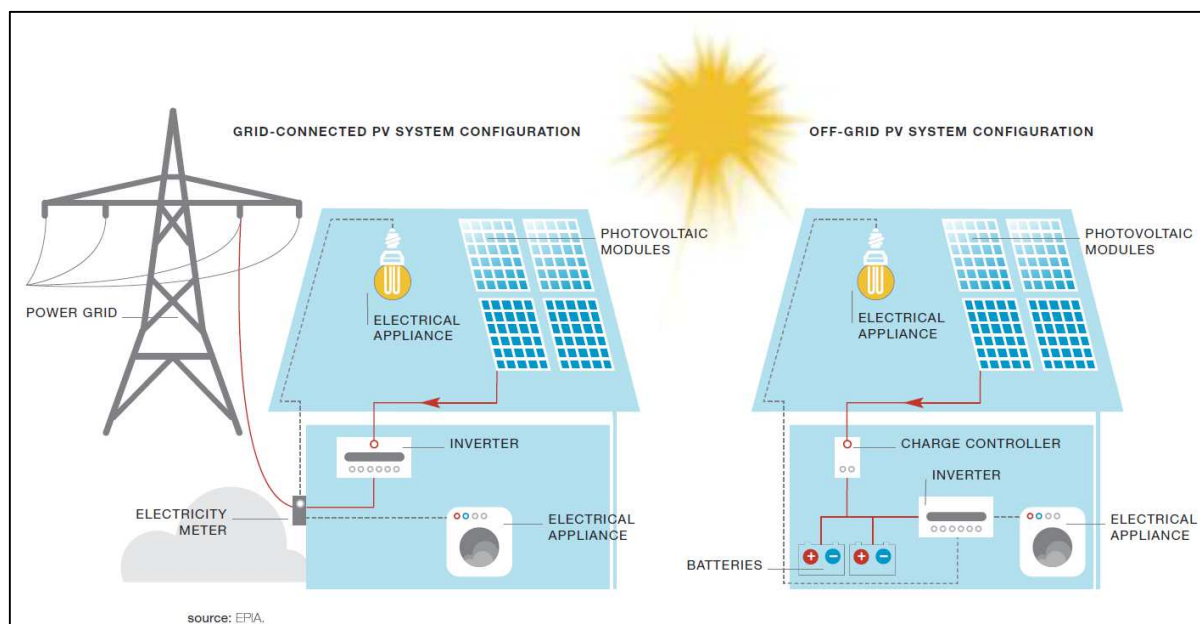 GRID-CONNECTED PV SYSTEM CONFIGURATION
POWER GRID
PHOTOVOLTAIC
MODULES
ELECTRICAL
APPLIANCE
INVERTER
ELECTRICITY
METER
ELECTRICAL
APPLIANCE
source: EPIA.
OFF-GRID PV SYSTEM CONFIGURATION
PHOTOVOLTAIC
MODULES
ELECTRICAL
APPLIANCE
CHARGE CONTROLLER
INVERTER
ELECTRICAL
APPLIANCE
BATTERIES
+ − + −